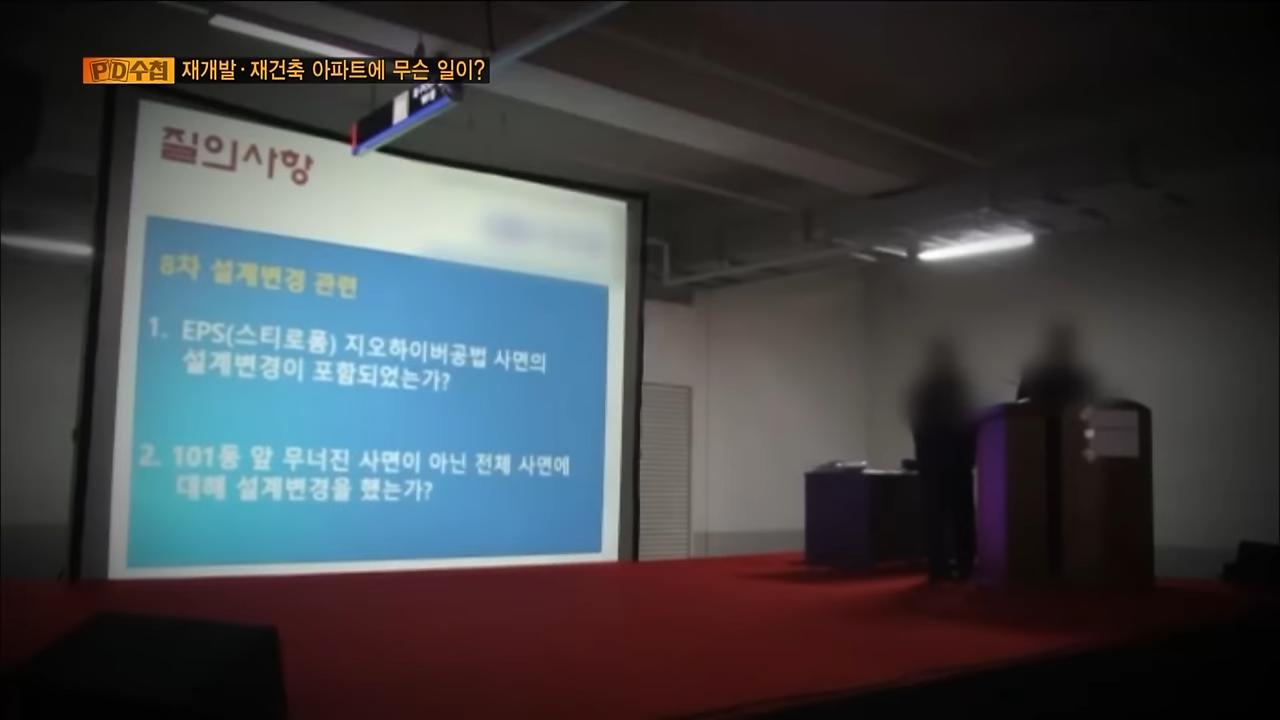 PD수첩 재개발·재건축 아파트에 무슨 일이?
질의사항
8차 설계변경 관련
1. EPS(스티로폼) 지오하이버공법 사면의
설계변경이 포함되었는가?
2. 101동 앞 무너진 사면이 아닌 전체 사면에
대해 설계변경을 했는가?